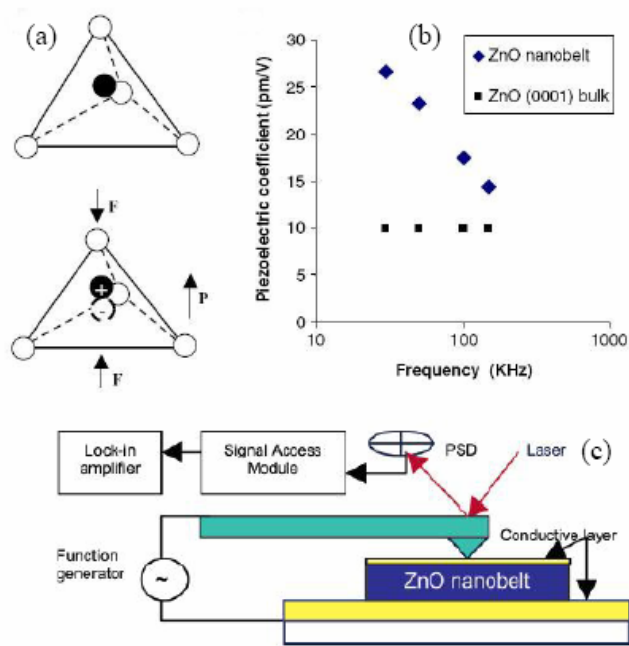 (a)
F
+
-
P
F
(b)
Piezoelectric coefficient (pm/V)
30
25
20
15
10
5
0
10
100
1000
Frequency (KHz)
ZnO nanobelt
ZnO (0001) bulk
(c)
Lock-in
amplifier
Signal Access
Module
PSD
Laser
Function
generator
~
Conductive layer
ZnO nanobelt